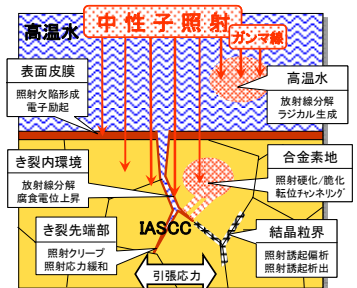 中性子照射
高温水
ガンマ線
表面皮膜
照射欠陥形成
電子励起
高温水
放射線分解
ラジカル生成
き裂内環境
放射線分解
腐食電位上昇
合金素地
照射硬化/脆化
転位チャンネリング
き裂先端部
照射クリープ
照射応力緩和
IASCC
結晶粒界
照射誘起偏析
照射誘起析出
引張応力